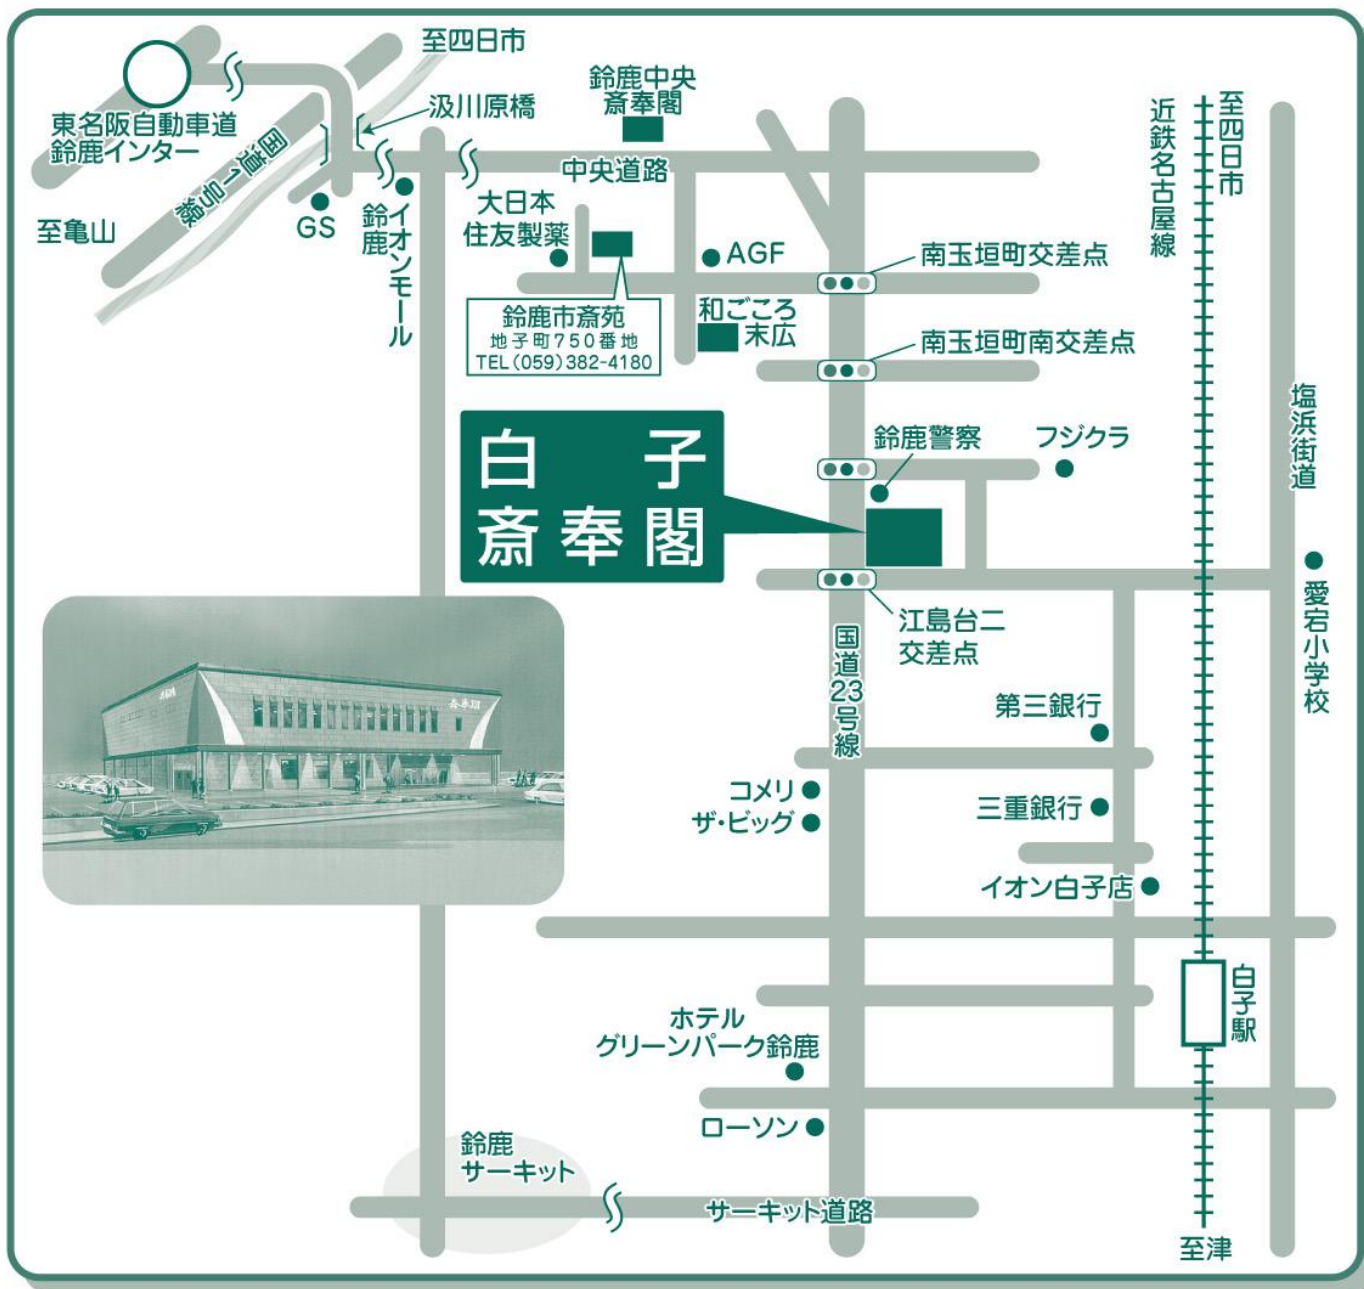 至四日市
東名阪自動車道
鈴鹿インター
国道1号線
汲川原橋
至亀山
GS
鈴鹿
イオンモール
鈴鹿中央
斎奉閣
中央道路
大日本
住友製薬
AGF
鈴鹿市斎苑
地子町750番地
TEL(059)382-4180
和ごころ
末広
南玉垣町交差点
南玉垣町南交差点
近鉄名古屋線
至四日市
塩浜街道
白子
斎奉閣
鈴鹿警察
フジクラ
江島台二
交差点
愛宕小学校
国道23号線
第三銀行
コメリ
ザ・ビッグ
三重銀行
イオン白子店
白子駅
ホテル
グリーンパーク鈴鹿
ローソン
鈴鹿
サーキット
サーキット道路
至津